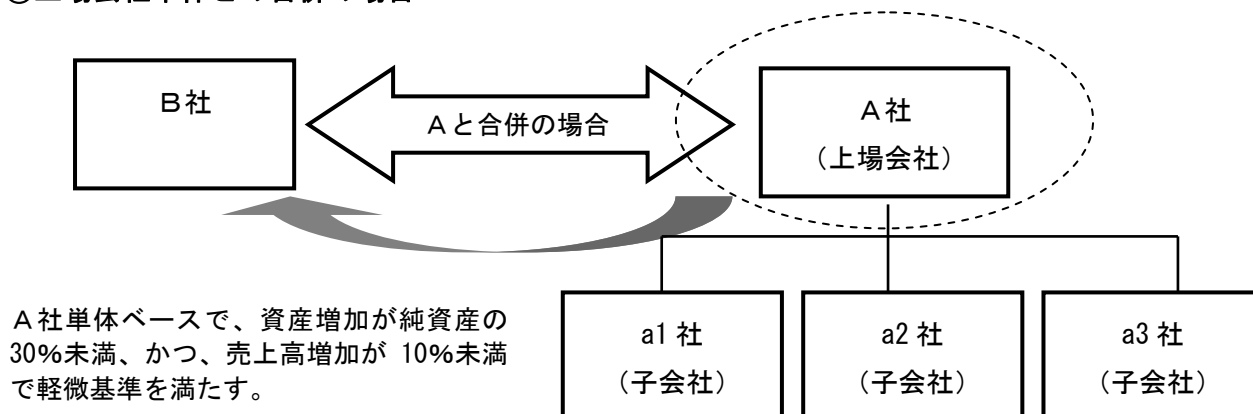 B社
Aと合併の場合
A社
（上場会社）
A社単体ベースで、資産増加が純資産の
30%未満、かつ、売上高増加が 10%未満
で軽微基準を満たす。
a1 社
（子会社）
a2 社
（子会社）
a3 社
（子会社）